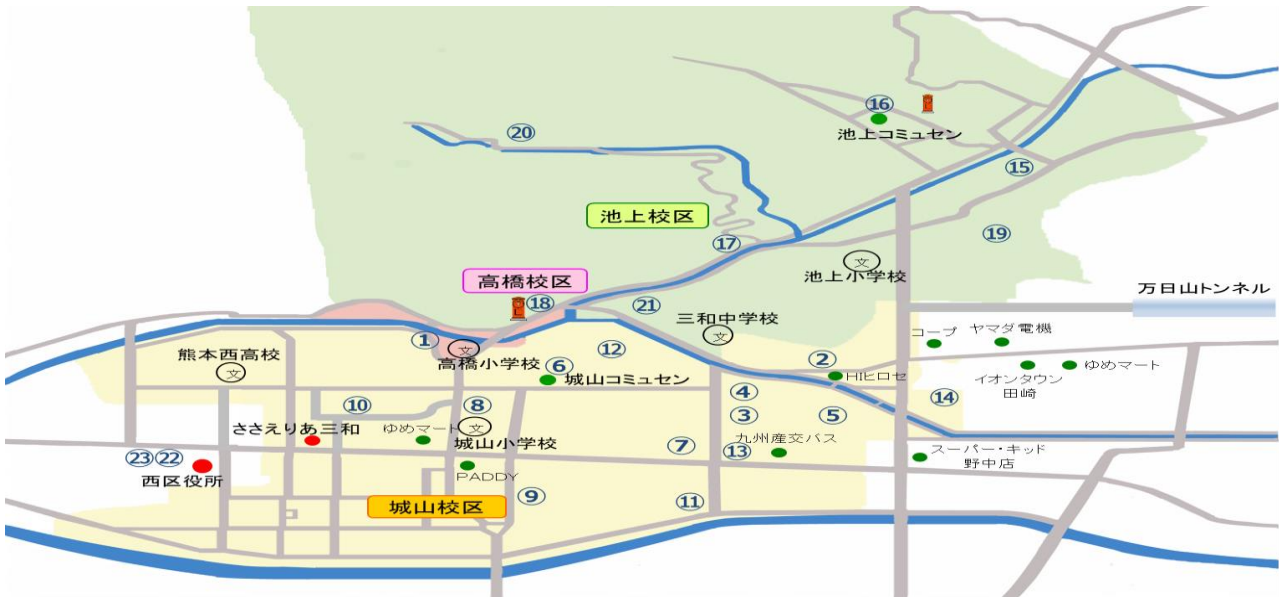 ⑯
池上コミュセン
⑳
⑮
池上校区
⑰
⑲
池上小学校
文
高橋校区
⑱
㉑
万日山トンネル
三和中学校
文
①
文
高橋小学校
⑫
②
HIヒロセ
コープ
ヤマダ電機
イオンタウン
田崎
ゆめマート
熊本西高校
文
⑥
城山コミュセン
④
③
⑤
⑭
⑩
⑧
文
城山小学校
ささえりあ三和
ゆめマート
⑦
⑬
九州産交バス
スーパー・キッド
野中店
㉓㉒
西区役所
PADDY
⑨
⑪
城山校区